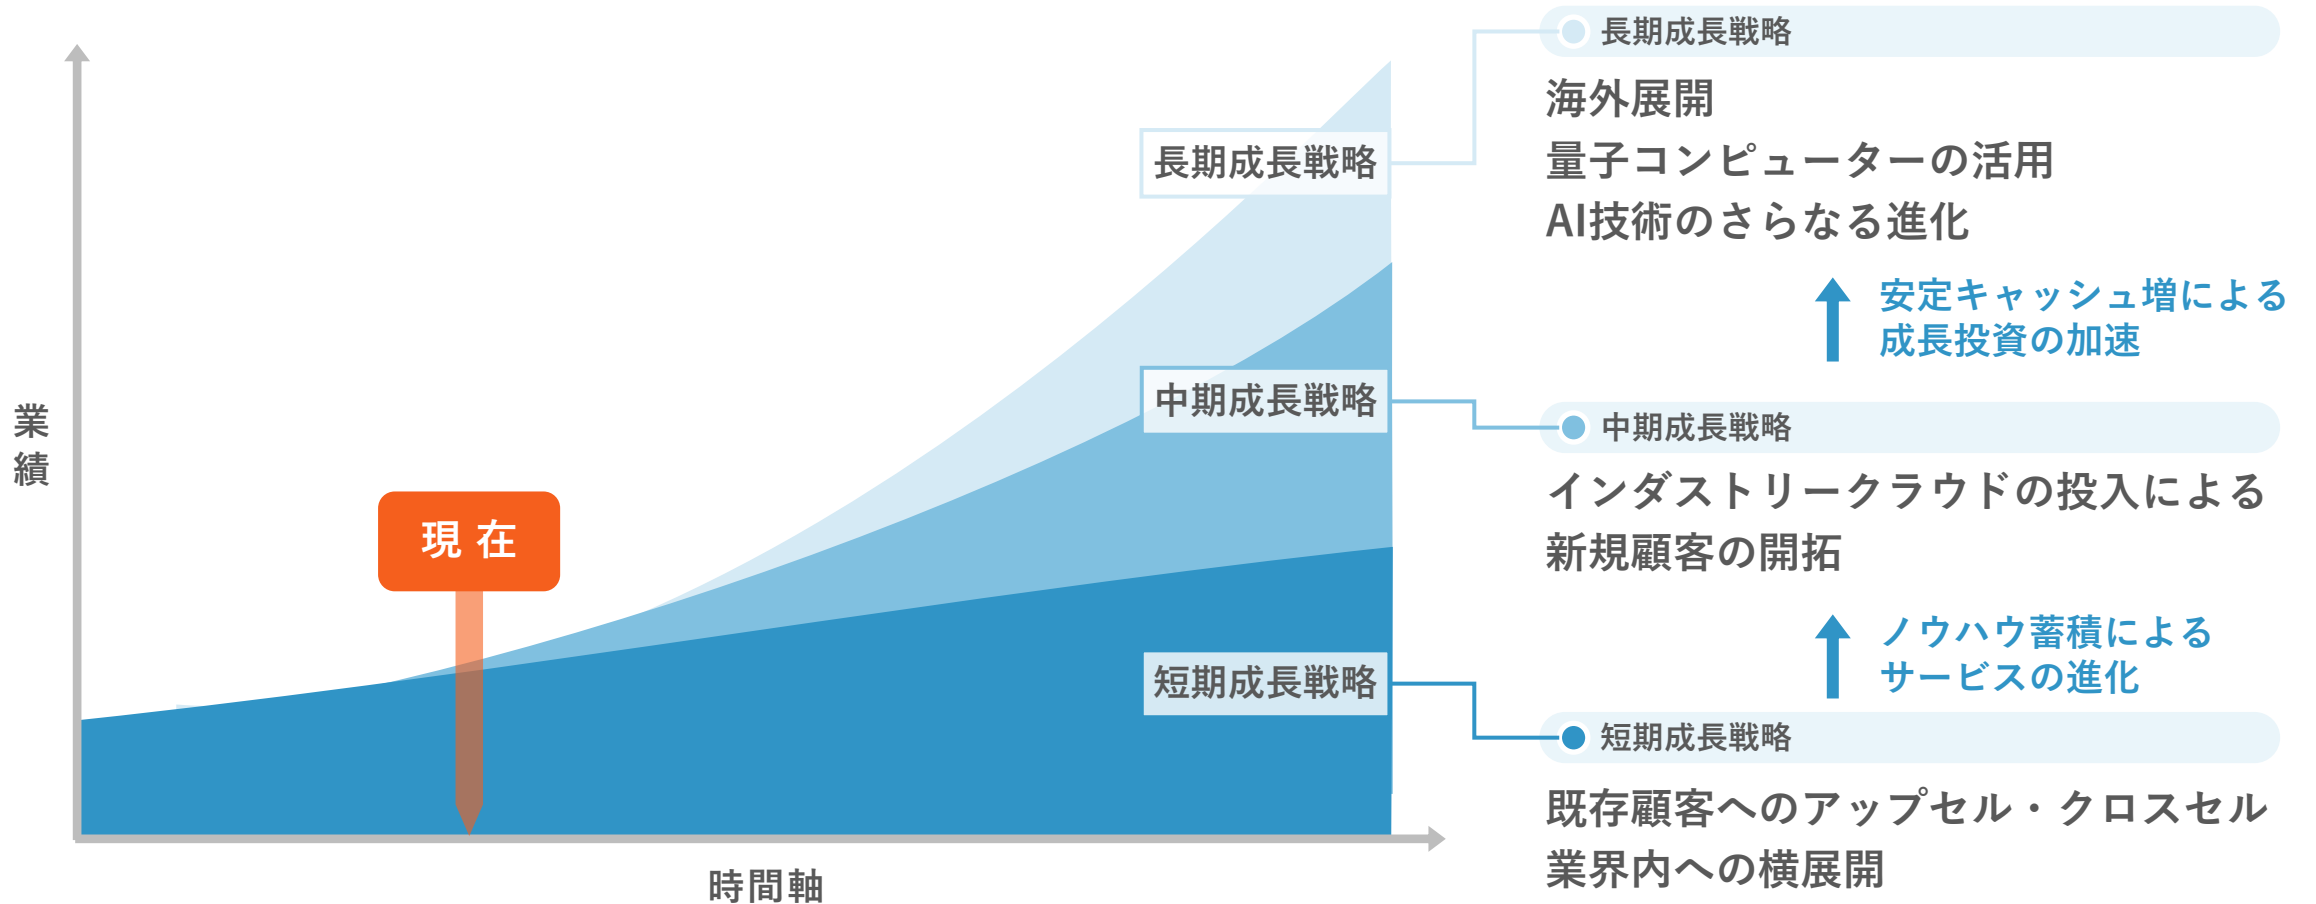 業績
現在
時間軸
長期成長戦略
中期成長戦略
短期成長戦略
長期成長戦略
海外展開
量子コンピューターの活用
AI技術のさらなる進化
安定キャッシュ増による
成長投資の加速
中期成長戦略
インダストリークラウドの投入による
新規顧客の開拓
ノウハウ蓄積による
サービスの進化
短期成長戦略
既存顧客へのアップセル・クロスセル
業界内への横展開